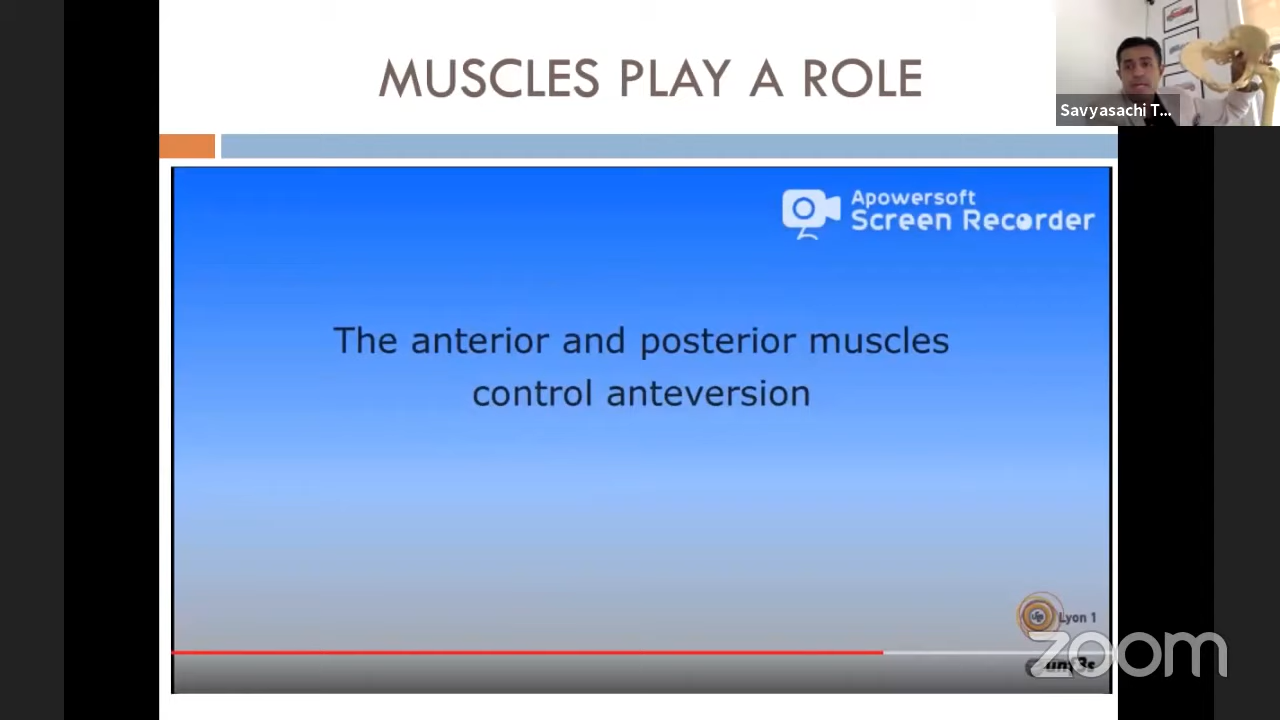 MUSCLES PLAY A ROLE
Savyasachi T...
Apowersoft
Screen Recorder
The anterior and posterior muscles
control anteversion
Lyon 1
zoom